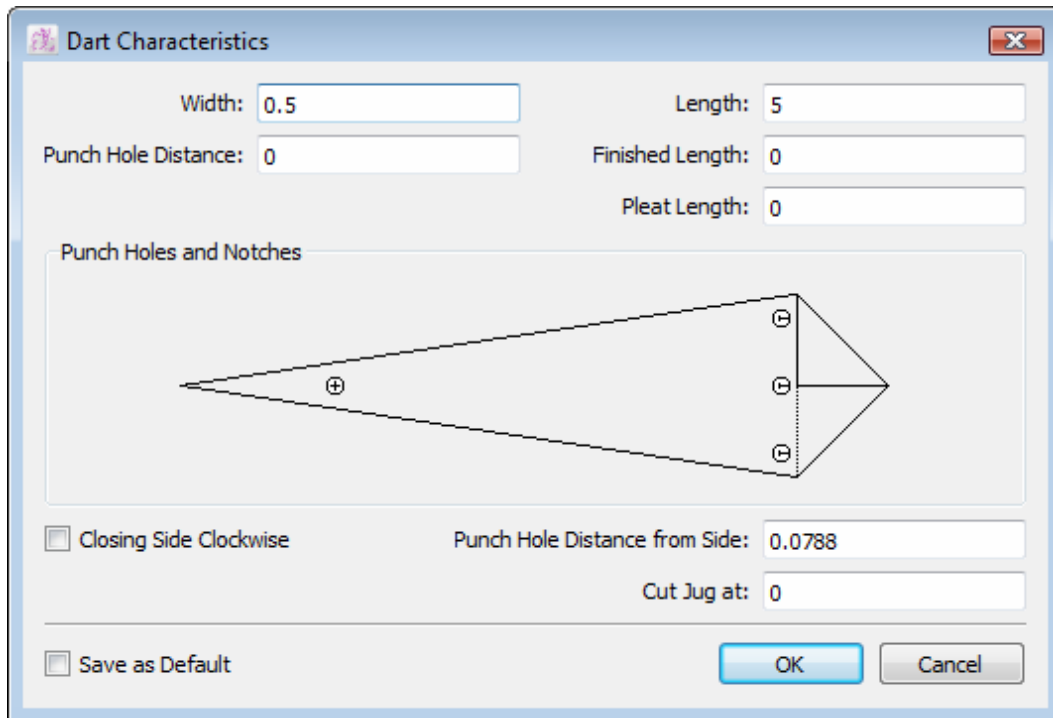 Dart Characteristics
Width: 0.5 Length: 5
Punch Hole Distance: 0 Finished Length: 0
Pleat Length: 0
Punch Holes and Notches
Closing Side Clockwise Punch Hole Distance from Side: 0.0788
Cut Jug at: 0
Save as Default OK Cancel